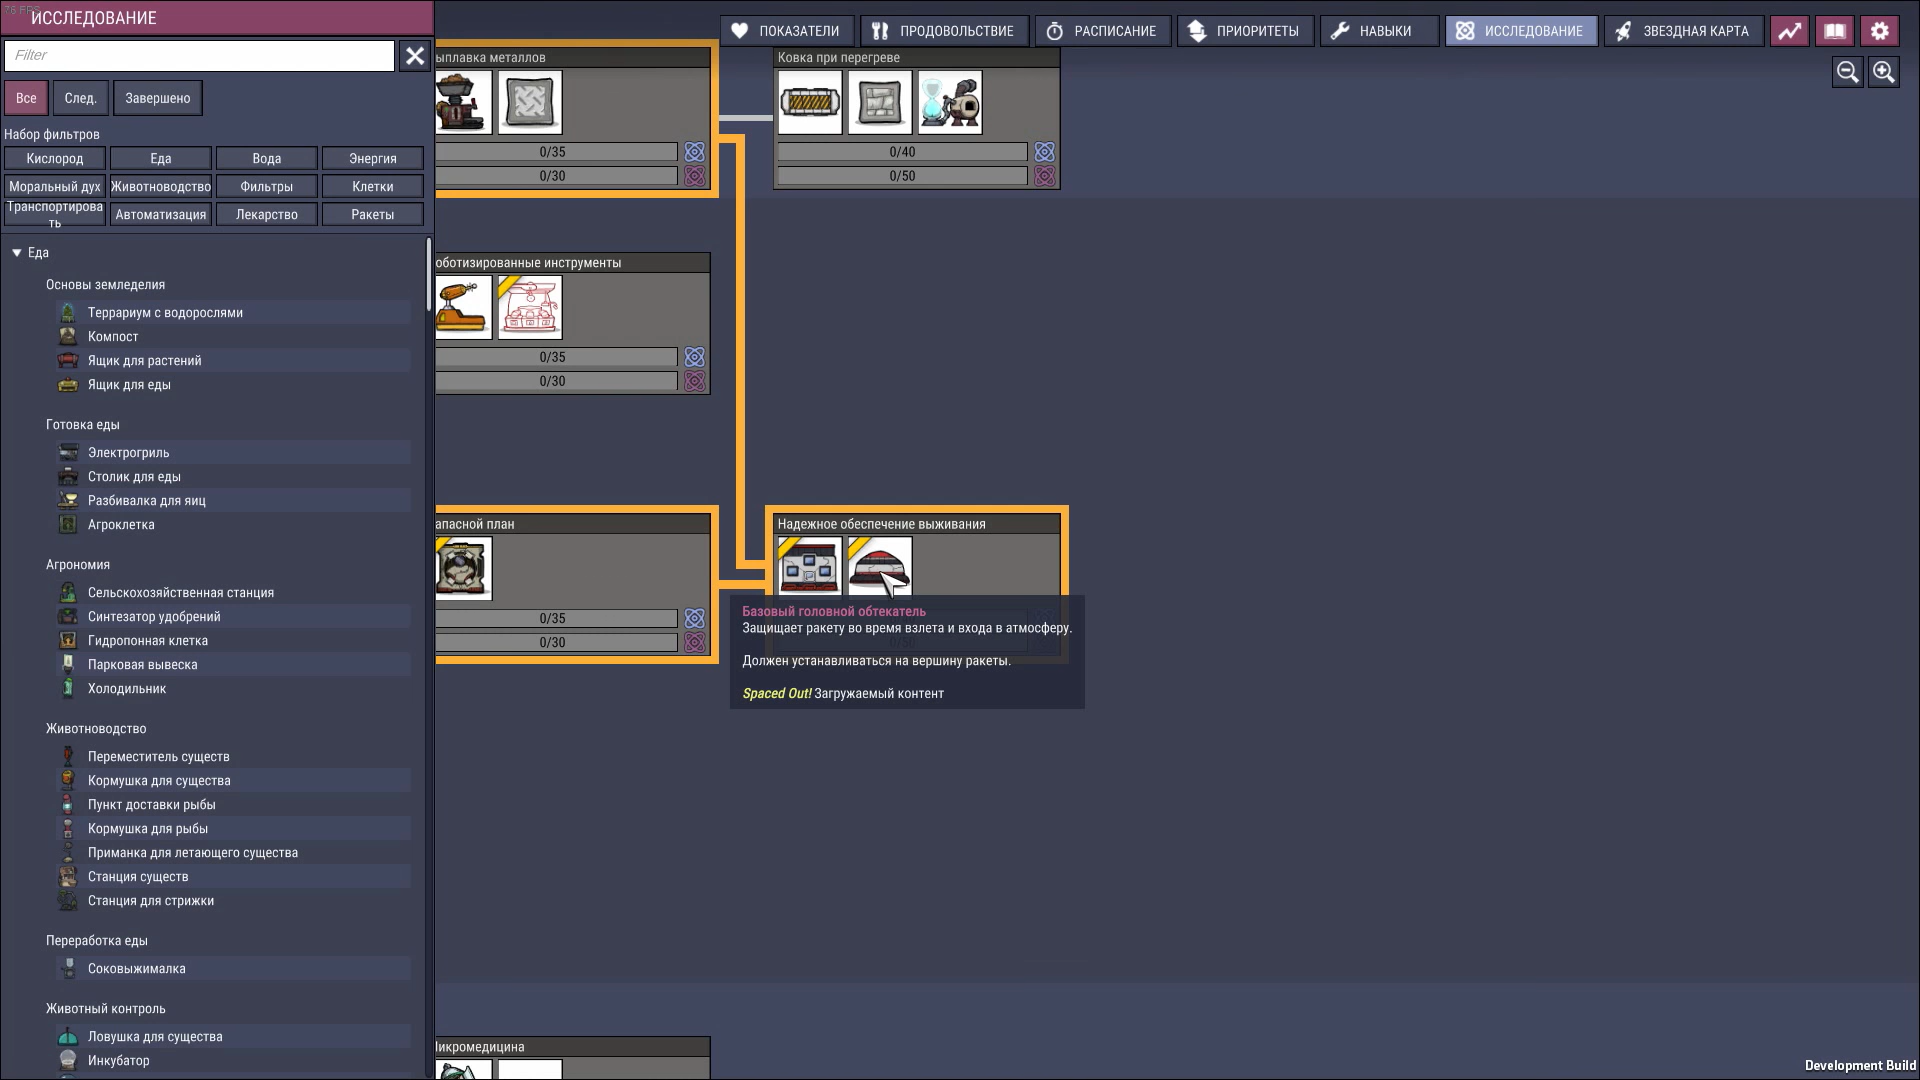 76 FPS
ИССЛЕДОВАНИЕ
ПОКАЗАТЕЛИ
ПРОДОВОЛЬСТВИЕ
РАСПИСАНИЕ
ПРИОРИТЕТЫ
НАВЫКИ
ИССЛЕДОВАНИЕ
ЗВЕЗДНАЯ КАРТА
Filter
Все
След.
Завершено
Набор фильтров
Кислород
Еда
Вода
Энергия
Моральный дух
Животноводство
Фильтры
Клетки
Транспортирова
ть
Автоматизация
Лекарство
Ракеты
Еда
Основы земледелия
Террариум с водорослями
Компост
Ящик для растений
Ящик для еды
Готовка еды
Электрогриль
Столик для еды
Разбивалка для яиц
Агроклетка
Агрономия
Сельскохозяйственная станция
Синтезатор удобрений
Гидропонная клетка
Парковая вывеска
Холодильник
Животноводство
Переместитель существ
Кормушка для существа
Пункт доставки рыбы
Кормушка для рыбы
Приманка для летающего существа
Станция существ
Станция для стрижки
Переработка еды
Соковыжималка
Животный контроль
Ловушка для существа
Инкубатор
ыплавка металлов
0/35
0/30
Ковка при перегреве
0/40
0/50
оботизированные инструменты
0/35
0/30
апасной план
0/35
0/30
Надежное обеспечение выживания
Базовый головной обтекатель
Защищает ракету во время взлета и входа в атмосферу.
Должен устанавливаться на вершину ракеты.
Spaced Out! Загружаемый контент
икромедицина
Development Build